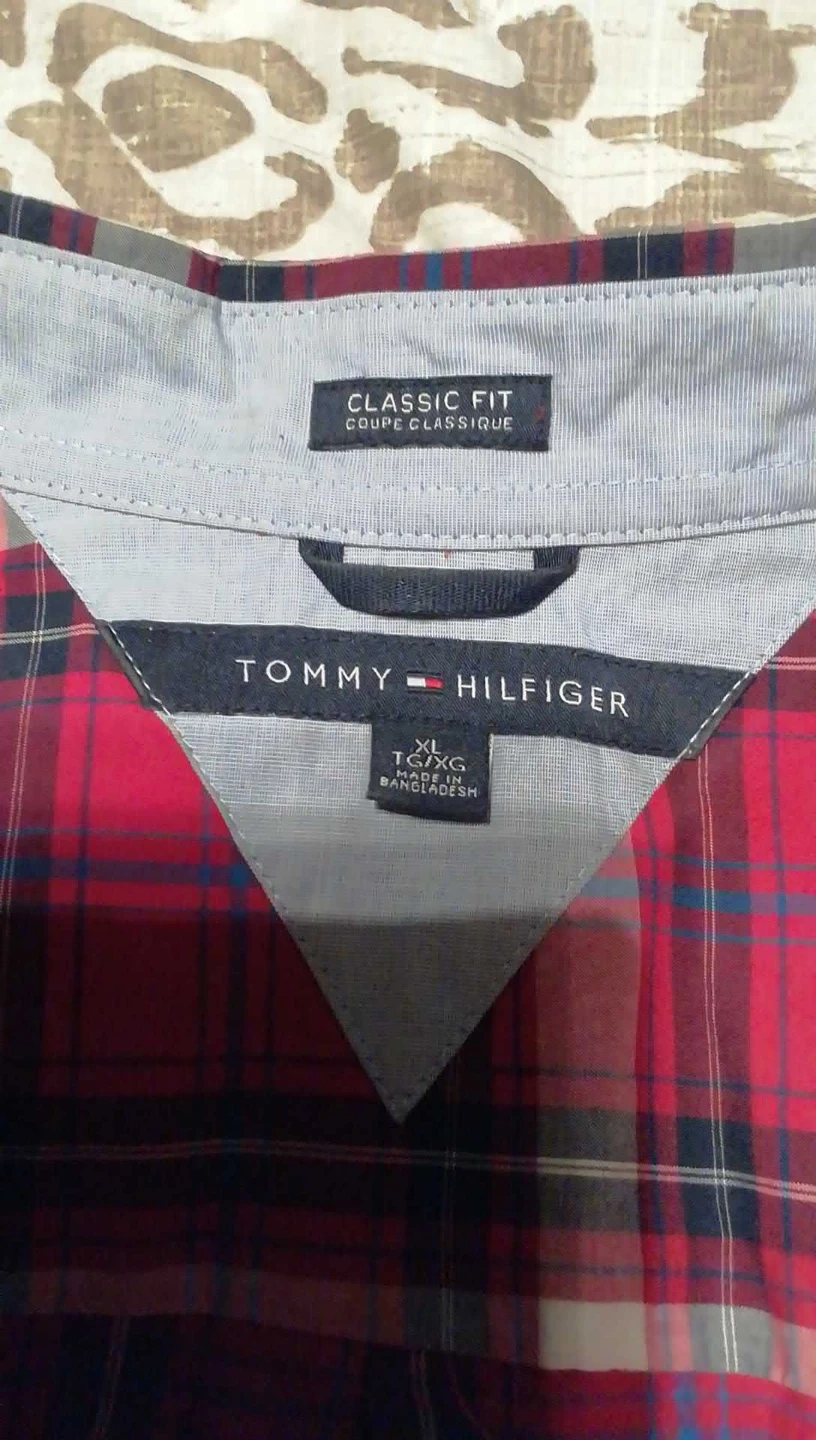 CLASSIC FIT
COUPE CLASSIQUE
TOMMY HILFIGER
XL
TG/XG
MADE IN
BANGLADESH